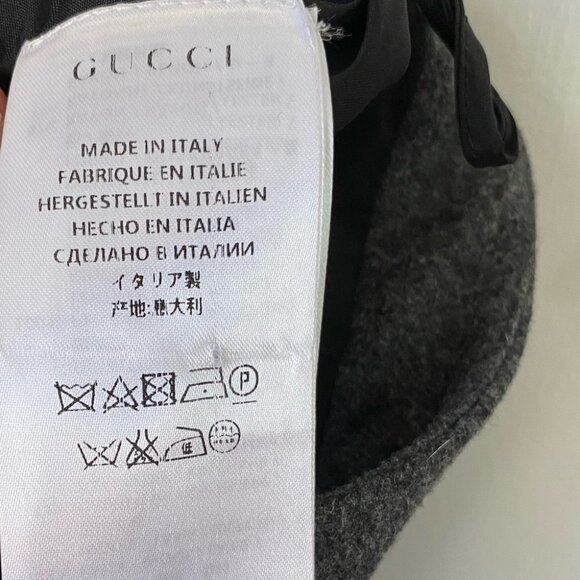 GUCCI
MADE IN ITALY
FABRIQUE EN ITALIE
HERGESTELLT IN ITALIEN
HECHO EN ITALIA
СДЕЛАНО В ИТАЛИИ
イタリア製
产地:意大利
P
低